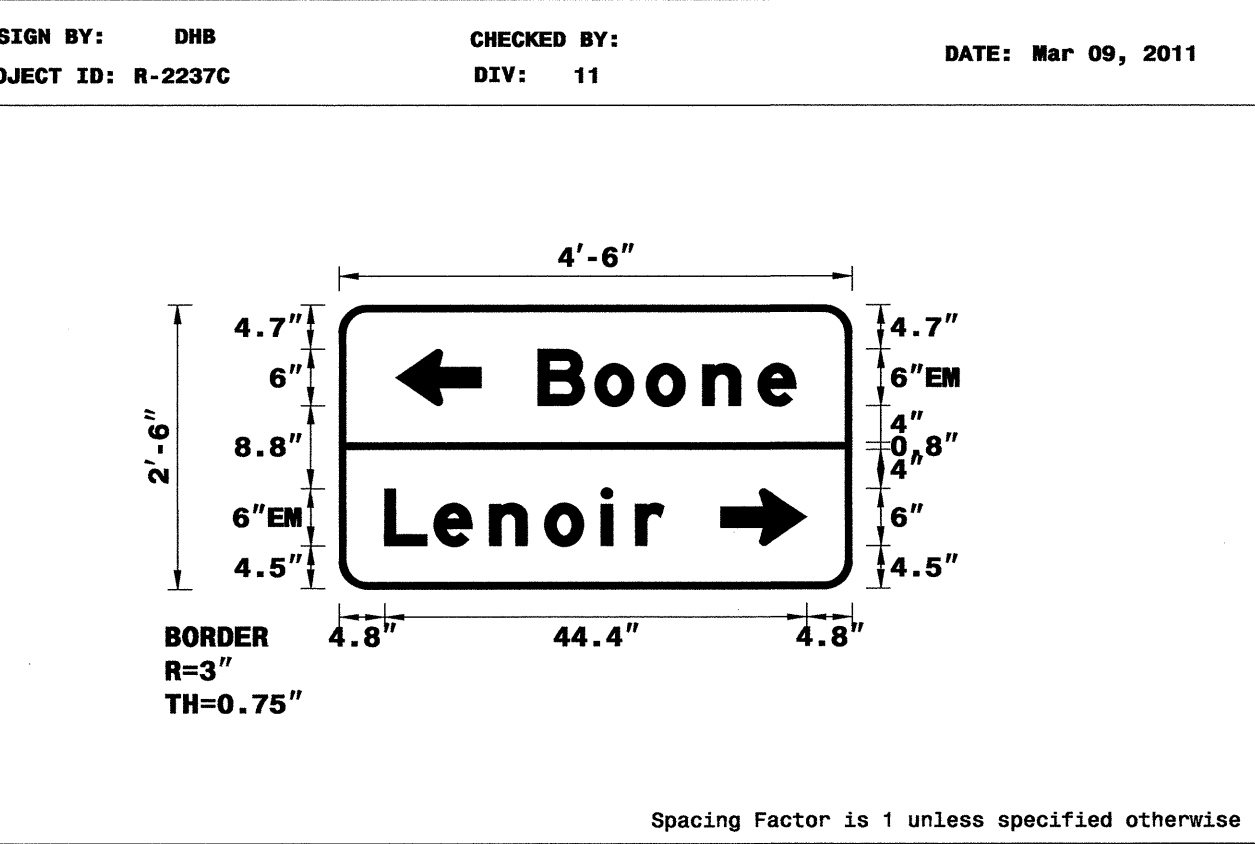 SIGN BY: DHB
CHECKED BY:
OJECT ID: R-2237C
DIV: 11
DATE: Mar 09, 2011
4'-6"
2'-6"
4.7"
6"
8.8"
6"EM
4.5"
← Boone
Lenoir →
4.7"
6"EM
4"
0.8"
4"
6"
4.5"
4.8" 44.4" 4.8"
BORDER
R=3"
TH=0.75"
Spacing Factor is 1 unless specified otherwise